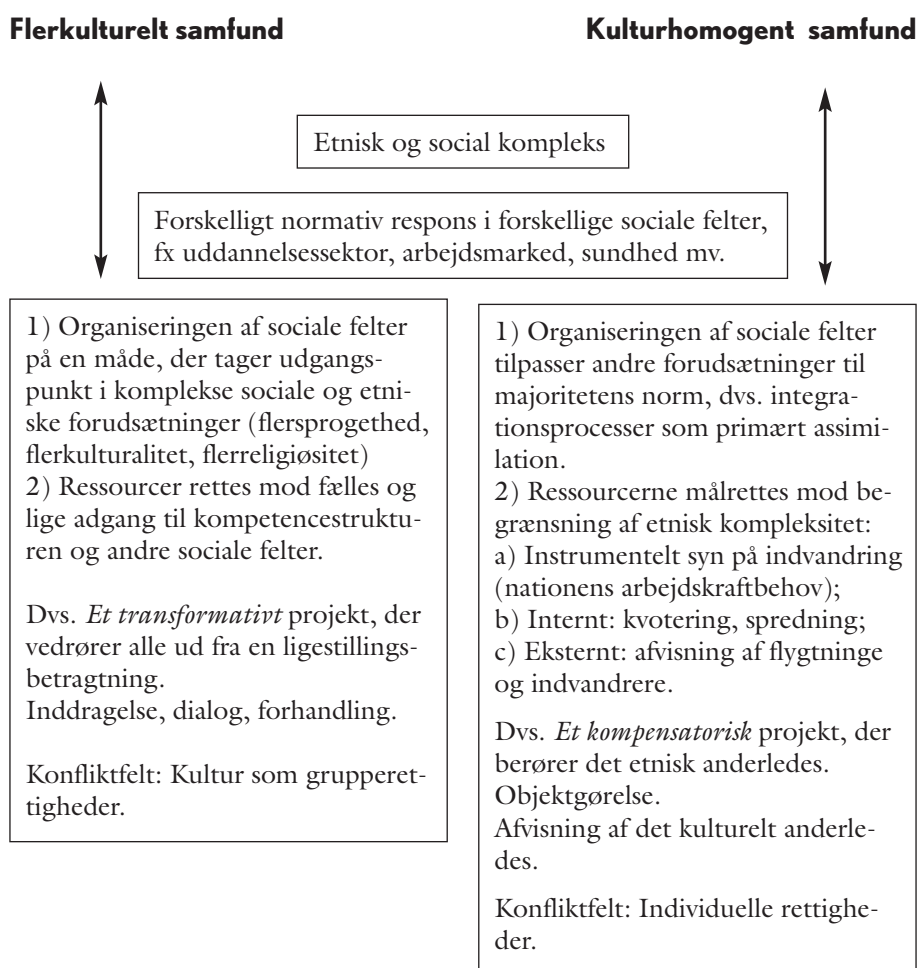 Flerkulturelt samfund
Kulturhomogent samfund
Etnisk og social kompleks
Forskelligt normativ respons i forskellige sociale felter,
fx uddannelsessektor, arbejdsmarked, sundhed mv.
1) Organiseringen af sociale felter
på en måde, der tager udgangs-
punkt i komplekse sociale og etni-
ske forudsætninger (flersprogethed,
flerkulturalitet, flerreligiøsitet)
2) Ressourcer rettes mod fælles og
lige adgang til kompetencestruktu-
ren og andre sociale felter.
Dvs. Et transformativt projekt, der
vedrører alle ud fra en ligestillings-
betragtning.
Inddragelse, dialog, forhandling.
Konfliktfelt: Kultur som grupperet-
tigheder.
1) Organiseringen af sociale felter
tilpasser andre forudsætninger til
majoritetens norm, dvs. integra-
tionsprocesser som primært assimi-
lation.
2) Ressourcerne målrettes mod be-
grænsning af etnisk kompleksitet:
a) Instrumentelt syn på indvandring
(nationens arbejdskraftbehov);
b) Internt: kvotering, spredning;
c) Eksternt: afvisning af flygtninge
og indvandrere.
Dvs. Et kompensatorisk projekt, der
berører det etnisk anderledes.
Objektgørelse.
Afvisning af det kulturelt anderle-
des.
Konfliktfelt: Individuelle rettighe-
der.